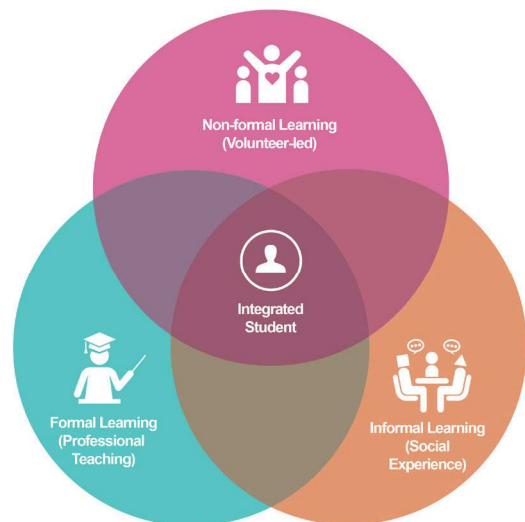 Non-formal Learning
(Volunteer-led)
Integrated
Student
Formal Learning
(Professional
Teaching)
Informal Learning
(Social
Experience)